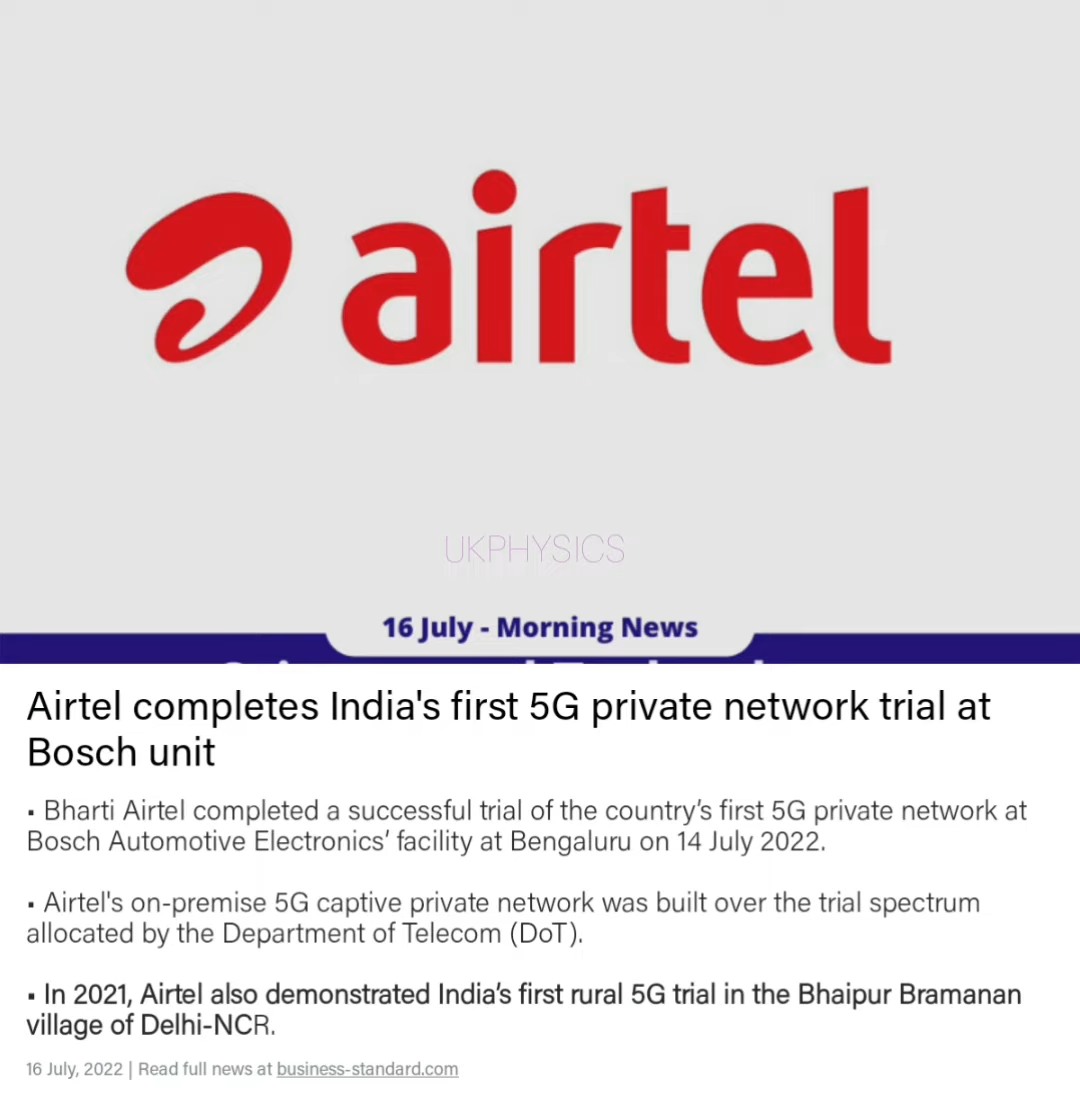 airtel
UKPHYSICS
16 July - Morning News
Airtel completes India's first 5G private network trial at
Bosch unit
▪ Bharti Airtel completed a successful trial of the country’s first 5G private network at
Bosch Automotive Electronics’ facility at Bengaluru on 14 July 2022.
▪ Airtel's on-premise 5G captive private network was built over the trial spectrum
allocated by the Department of Telecom (DoT).
▪ In 2021, Airtel also demonstrated India’s first rural 5G trial in the Bhaipur Bramanan
village of Delhi-NCR.
16 July, 2022 | Read full news at business-standard.com